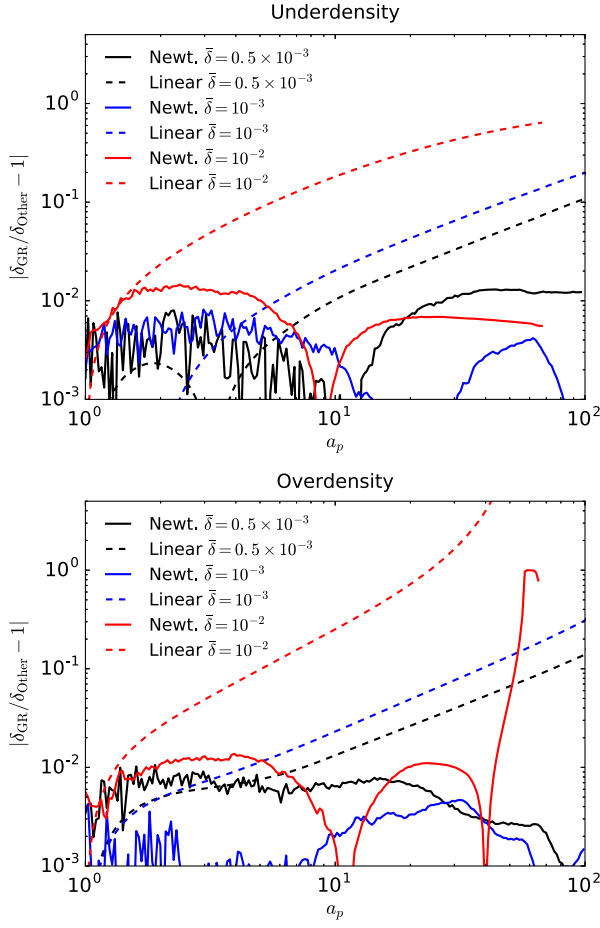 Underdensity
Newt. δ̄ = 0.5 × 10⁻³
Linear δ̄ = 0.5 × 10⁻³
Newt. δ̄ = 10⁻³
Linear δ̄ = 10⁻³
Newt. δ̄ = 10⁻²
Linear δ̄ = 10⁻²
10⁰
10⁻¹
10⁻²
10⁻³
|δ_GR/δ_Other − 1|
10⁰ 10¹ 10²
a_p
Overdensity
Newt. δ̄ = 0.5 × 10⁻³
Linear δ̄ = 0.5 × 10⁻³
Newt. δ̄ = 10⁻³
Linear δ̄ = 10⁻³
Newt. δ̄ = 10⁻²
Linear δ̄ = 10⁻²
10⁰
10⁻¹
10⁻²
10⁻³
|δ_GR/δ_Other − 1|
10⁰ 10¹ 10²
a_p